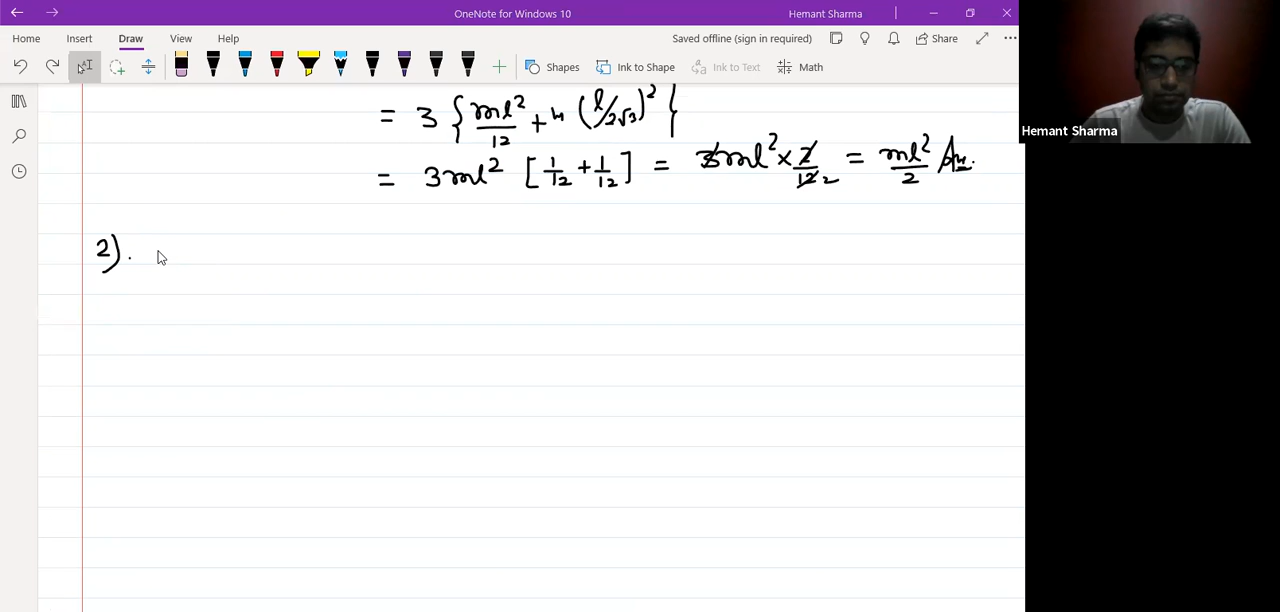 OneNote for Windows 10
Hemant Sharma
Home Insert Draw View Help
Saved offline (sign in required) Share
Shapes Ink to Shape Ink to Text Math
Hemant Sharma
= 3 { ml²/12 + m (l/2√3)² }
= 3ml² [1/12 + 1/12] = 3ml² × 2/12 2 = ml²/2 Ans.
2).